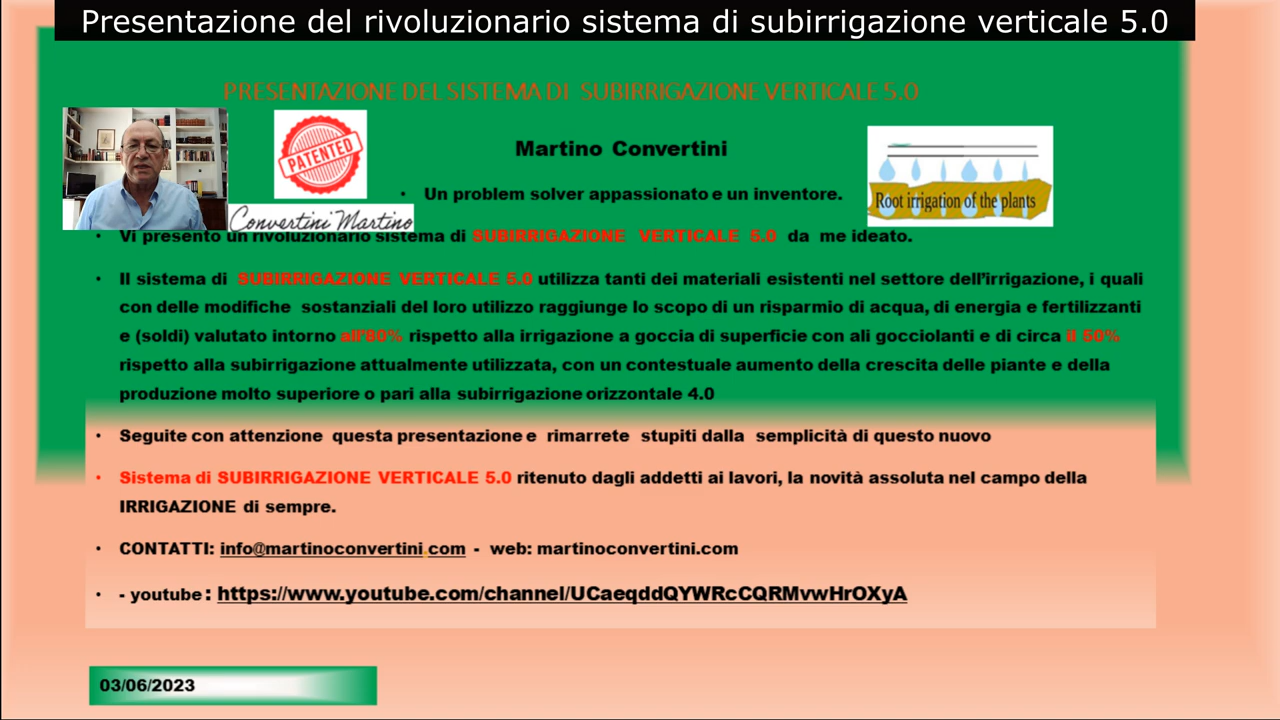 Presentazione del rivoluzionario sistema di subirrigazione verticale 5.0
PRESENTAZIONE DEL SISTEMA DI SUBIRRIGAZIONE VERTICALE 5.0
PATENTED
Convertini Martino
Martino Convertini
• Un problem solver appassionato e un inventore.
Root irrigation of the plants
• Vi presento un rivoluzionario sistema di SUBIRRIGAZIONE VERTICALE 5.0 da me ideato.
• Il sistema di SUBIRRIGAZIONE VERTICALE 5.0 utilizza tanti dei materiali esistenti nel settore dell'irrigazione, i quali
con delle modifiche sostanziali del loro utilizzo raggiunge lo scopo di un risparmio di acqua, di energia e fertilizzanti
e (soldi) valutato intorno all'80% rispetto alla irrigazione a goccia di superficie con ali gocciolanti e di circa il 50%
rispetto alla subirrigazione attualmente utilizzata, con un contestuale aumento della crescita delle piante e della
produzione molto superiore o pari alla subirrigazione orizzontale 4.0
• Seguite con attenzione questa presentazione e rimarrete stupiti dalla semplicità di questo nuovo
• Sistema di SUBIRRIGAZIONE VERTICALE 5.0 ritenuto dagli addetti ai lavori, la novità assoluta nel campo della
IRRIGAZIONE di sempre.
• CONTATTI: info@martinoconvertini.com - web: martinoconvertini.com
• - youtube : https://www.youtube.com/channel/UCaeqddQYWRcCQRMvwHrOXyA
03/06/2023